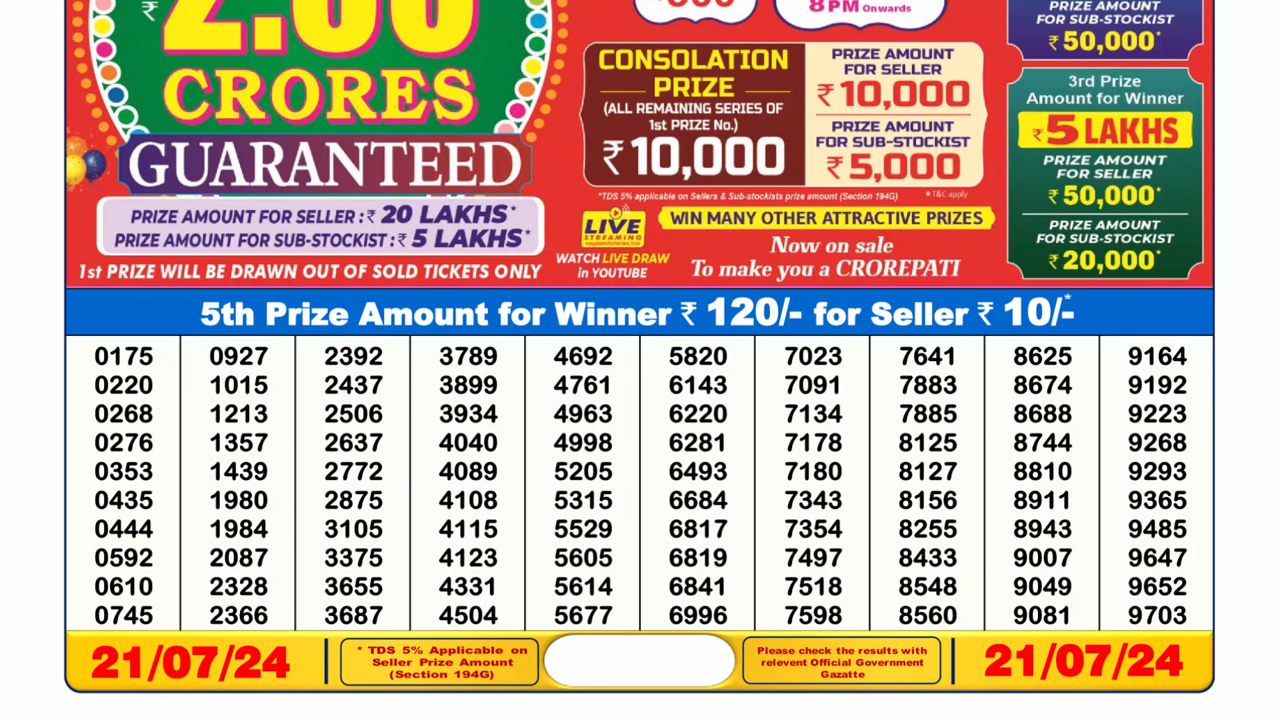 CRORES
GUARANTEED
PRIZE AMOUNT FOR SELLER : ₹ 20 LAKHS*
PRIZE AMOUNT FOR SUB-STOCKIST : ₹ 5 LAKHS*
1st PRIZE WILL BE DRAWN OUT OF SOLD TICKETS ONLY
8 PM Onwards
CONSOLATION
PRIZE
(ALL REMAINING SERIES OF
1st PRIZE No.)
₹ 10,000
PRIZE AMOUNT
FOR SELLER
₹ 10,000
PRIZE AMOUNT
FOR SUB-STOCKIST
₹ 5,000
*TDS 5% applicable on Sellers & Sub-stockists prize amount (Section 194G)
*T&C apply
LIVE
STREAMING
WATCH LIVE DRAW
in YOUTUBE
WIN MANY OTHER ATTRACTIVE PRIZES
Now on sale
To make you a CROREPATI
PRIZE AMOUNT
FOR SUB-STOCKIST
₹ 50,000*
3rd Prize
Amount for Winner
₹ 5 LAKHS
PRIZE AMOUNT
FOR SELLER
₹ 50,000*
PRIZE AMOUNT
FOR SUB-STOCKIST
₹ 20,000*
5th Prize Amount for Winner ₹ 120/- for Seller ₹ 10/-*
0175 0927 2392 3789 4692 5820 7023 7641 8625 9164
0220 1015 2437 3899 4761 6143 7091 7883 8674 9192
0268 1213 2506 3934 4963 6220 7134 7885 8688 9223
0276 1357 2637 4040 4998 6281 7178 8125 8744 9268
0353 1439 2772 4089 5205 6493 7180 8127 8810 9293
0435 1980 2875 4108 5315 6684 7343 8156 8911 9365
0444 1984 3105 4115 5529 6817 7354 8255 8943 9485
0592 2087 3375 4123 5605 6819 7497 8433 9007 9647
0610 2328 3655 4331 5614 6841 7518 8548 9049 9652
0745 2366 3687 4504 5677 6996 7598 8560 9081 9703
21/07/24
* TDS 5% Applicable on
Seller Prize Amount
(Section 194G)
Please check the results with
relevent Official Government
Gazatte
21/07/24